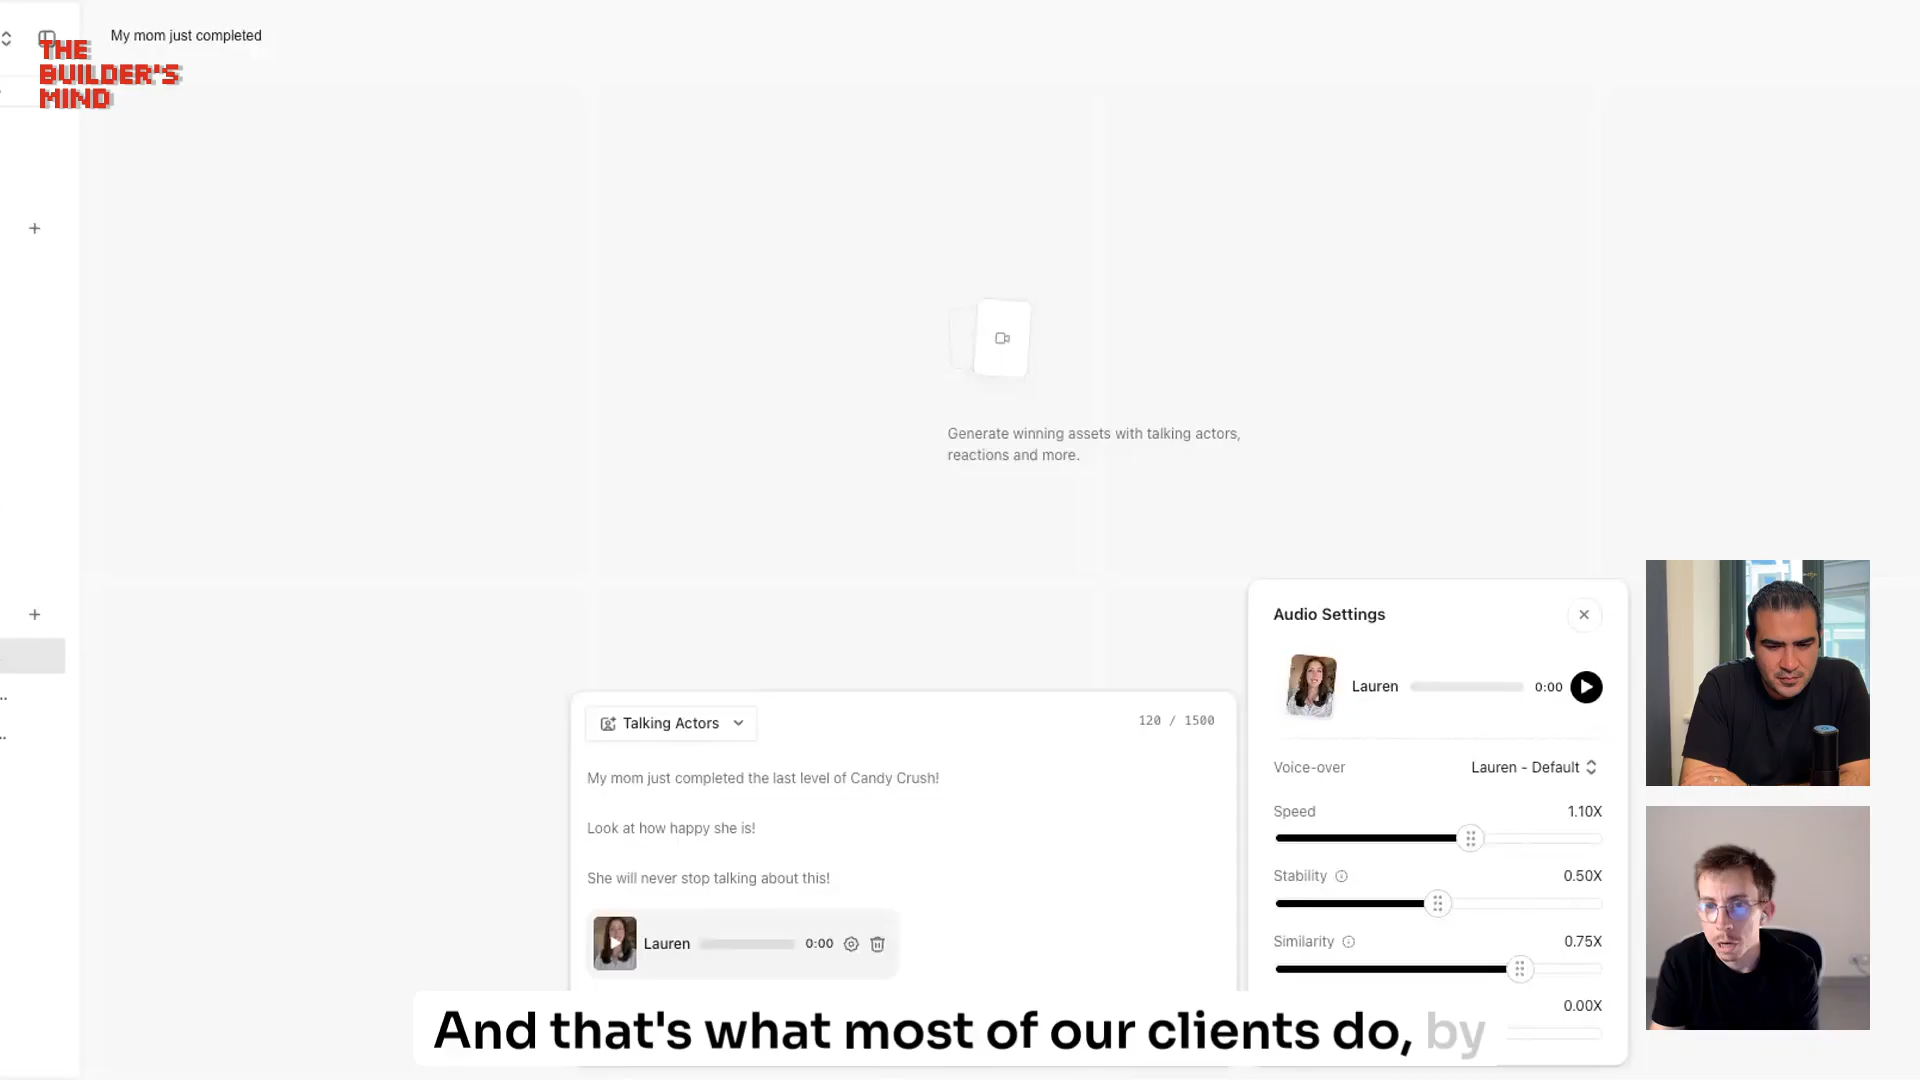 My mom just completed
THE
BUILDER'S
MIND
Generate winning assets with talking actors,
reactions and more.
Talking Actors
120 / 1500
My mom just completed the last level of Candy Crush!
Look at how happy she is!
She will never stop talking about this!
Lauren
0:00
Audio Settings
Lauren
0:00
Voice-over
Lauren - Default
Speed
1.10X
Stability
0.50X
Similarity
0.75X
0.00X
And that's what most of our clients do, by